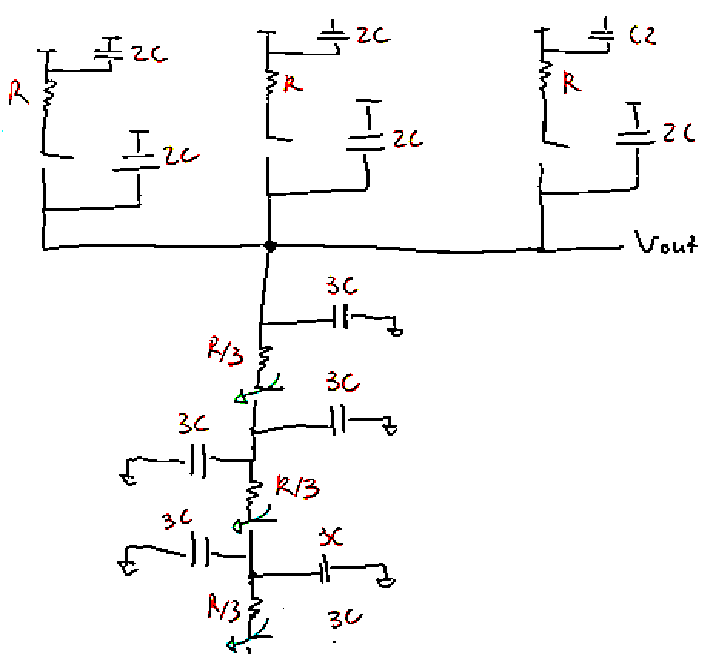 2C 2C C2
R R R
2C 2C 2C
Vout
3C
R/3
3C
3C
R/3
3C 3C
R/3 3C